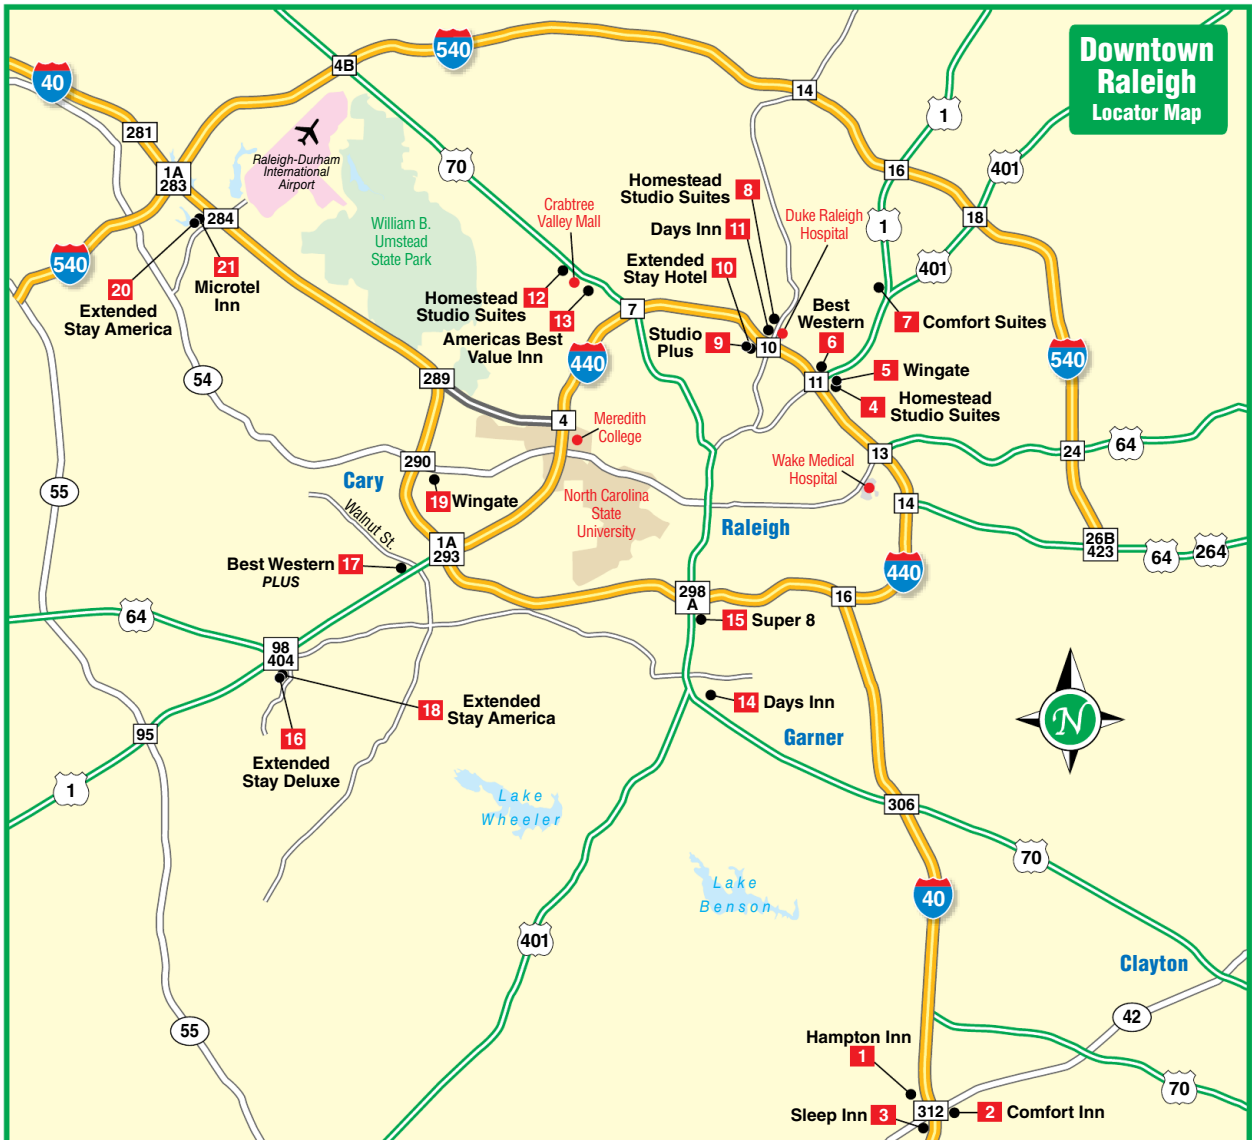 Downtown
Raleigh
Locator Map
540
40
4B
14
1
281
70
16
401
1A
283
Raleigh-Durham
International
Airport
Homestead
Studio Suites
8
18
284
William B.
Umstead
State Park
Crabtree
Valley Mall
Days Inn
11
Duke Raleigh
Hospital
1
540
21
Microtel
Inn
Extended
Stay Hotel
10
401
20
Extended
Stay America
Homestead
Studio Suites
12
13
Americas Best
Value Inn
7
Best
Western
6
7
Comfort Suites
Studio
Plus
9
10
440
540
54
289
11
5
Wingate
4
Homestead
Studio Suites
4
Meredith
College
13
24
64
290
Cary
Wake Medical
Hospital
55
19
Wingate
North Carolina
State
University
14
Walnut St.
Raleigh
1A
293
26B
423
64
264
Best Western
PLUS
17
440
298
A
16
64
15
Super 8
98
404
18
Extended
Stay America
14
Days Inn
N
95
16
Extended
Stay Deluxe
Garner
1
Lake
Wheeler
306
70
Lake
Benson
40
401
Clayton
55
42
Hampton Inn
1
70
Sleep Inn
3
312
2
Comfort Inn